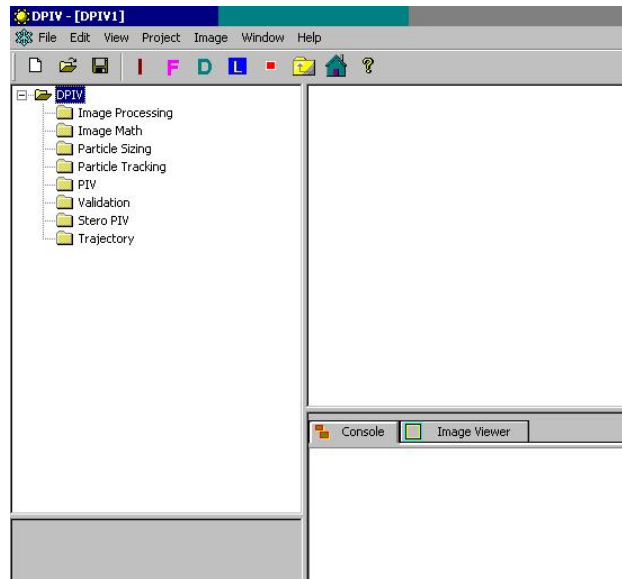 DPIV - [DPIV1]
File Edit View Project Image Window Help
I F D L ?
DPIV
Image Processing
Image Math
Particle Sizing
Particle Tracking
PIV
Validation
Stero PIV
Trajectory
Console Image Viewer